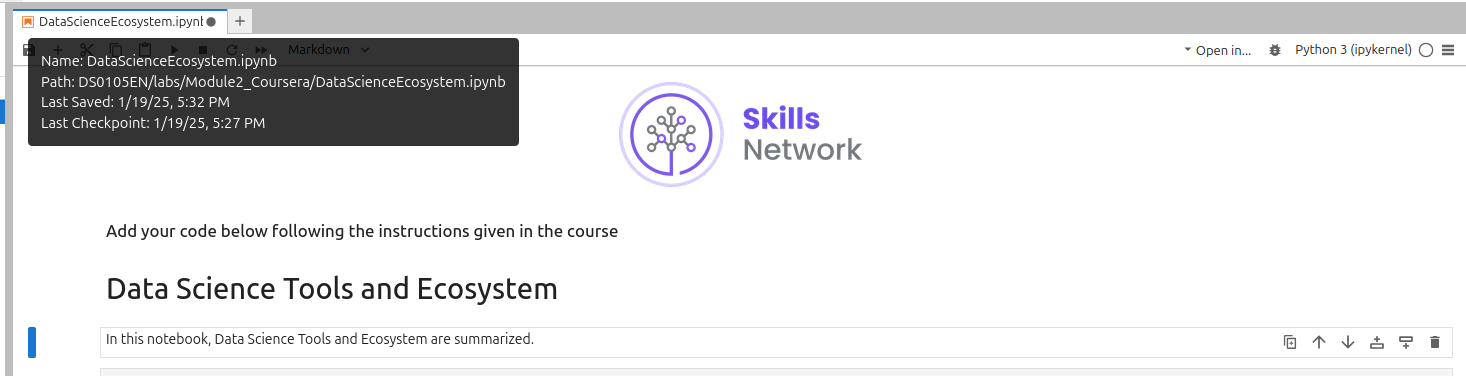 DataScienceEcosystem.ipynb
Markdown
Open in...
Python 3 (ipykernel)
Name: DataScienceEcosystem.ipynb
Path: DS0105EN/labs/Module2_Coursera/DataScienceEcosystem.ipynb
Last Saved: 1/19/25, 5:32 PM
Last Checkpoint: 1/19/25, 5:27 PM
Skills
Network
Add your code below following the instructions given in the course
Data Science Tools and Ecosystem
In this notebook, Data Science Tools and Ecosystem are summarized.